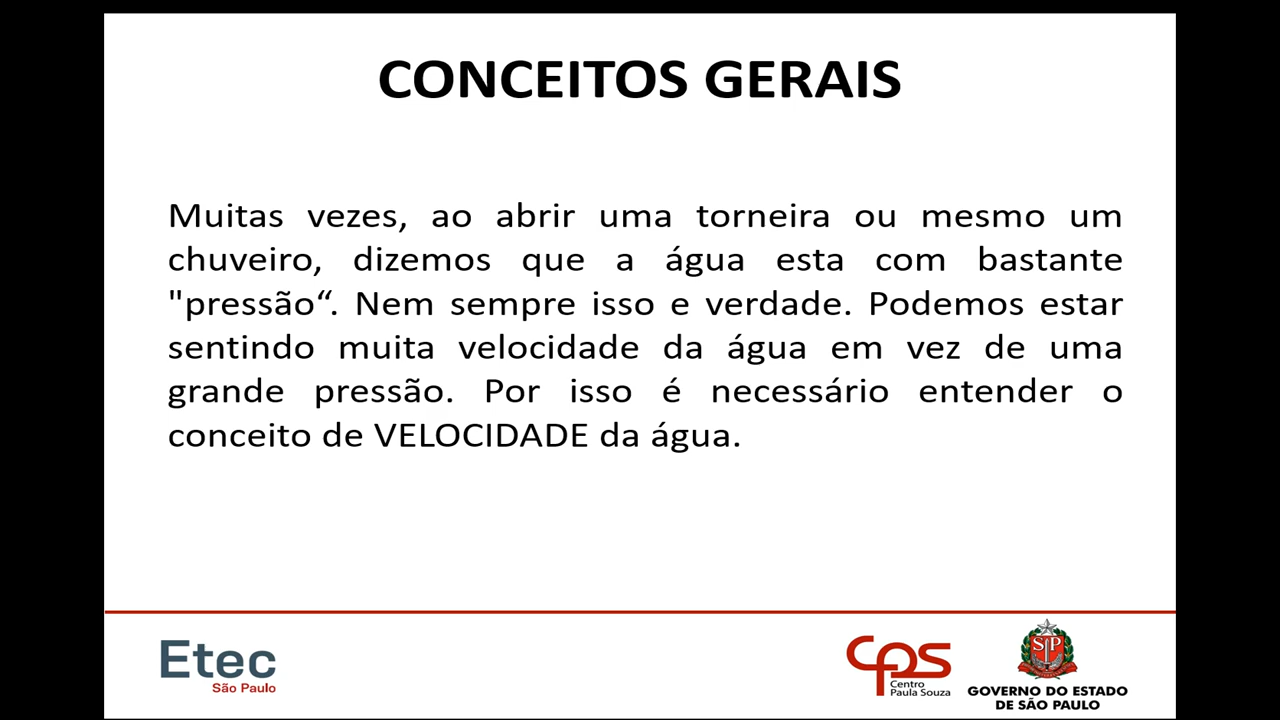 CONCEITOS GERAIS
Muitas vezes, ao abrir uma torneira ou mesmo um
chuveiro, dizemos que a água esta com bastante
"pressão“. Nem sempre isso e verdade. Podemos estar
sentindo muita velocidade da água em vez de uma
grande pressão. Por isso é necessário entender o
conceito de VELOCIDADE da água.
Etec
São Paulo
CPS
Centro
Paula Souza
SP
GOVERNO DO ESTADO
DE SÃO PAULO